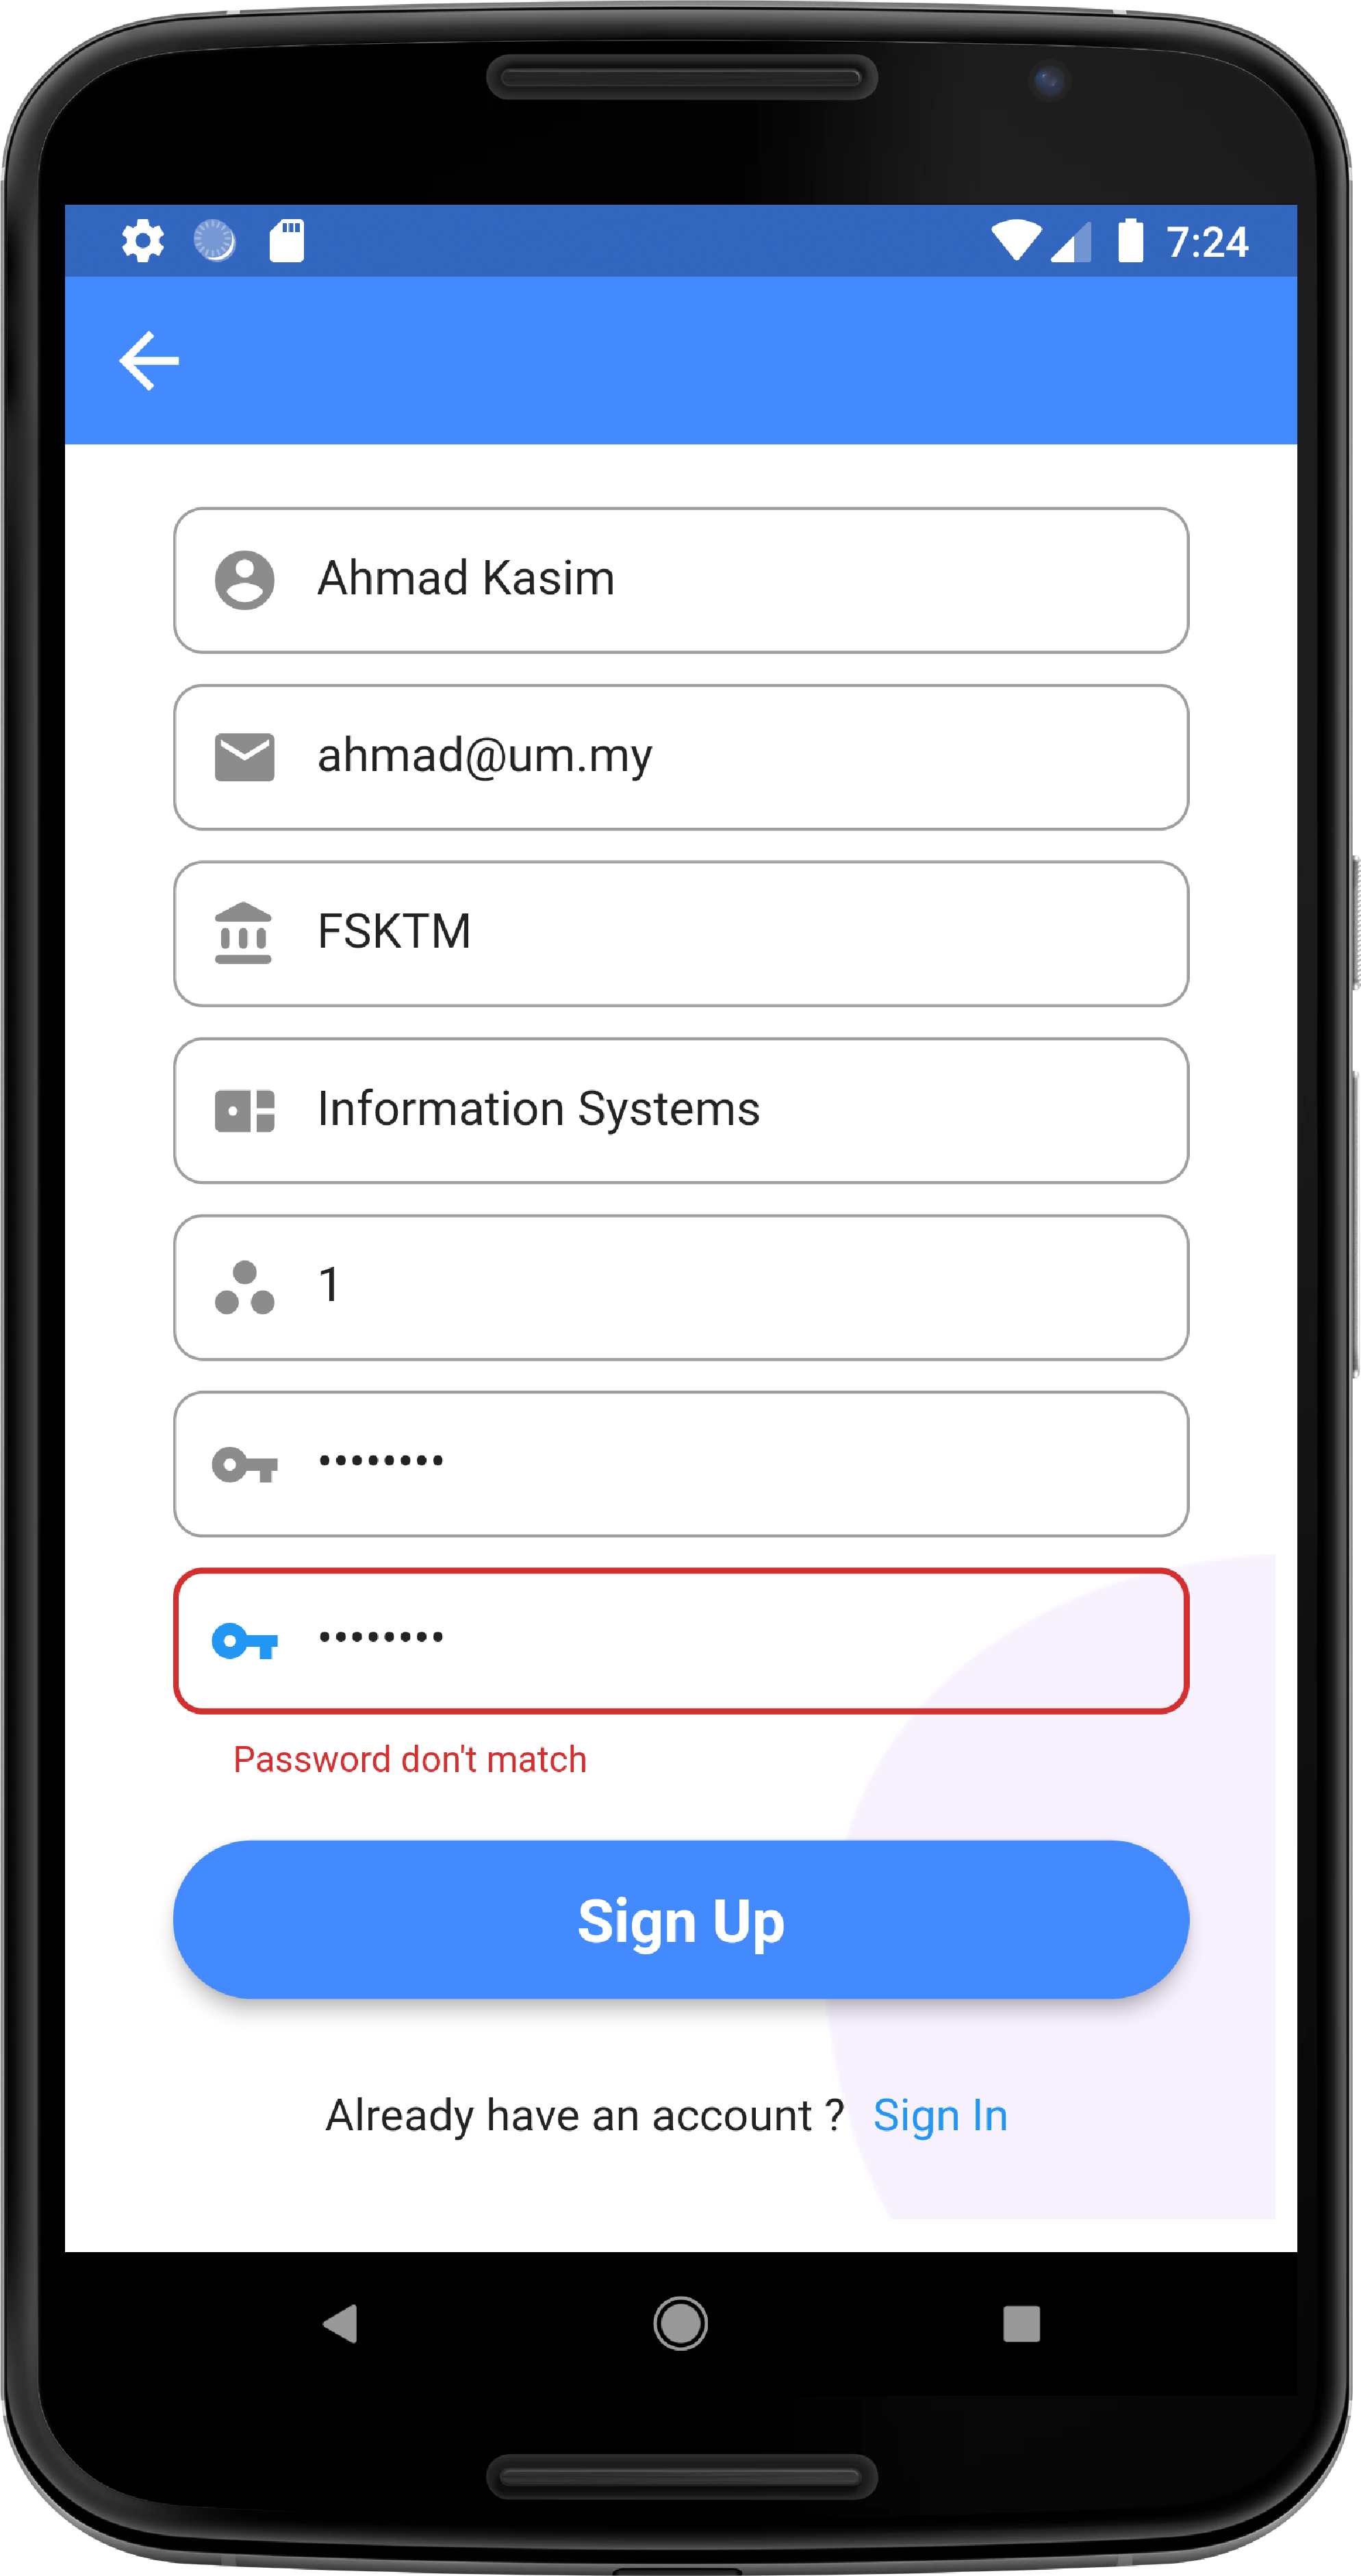 7:24
Ahmad Kasim
ahmad@um.my
FSKTM
Information Systems
1
••••••••
••••••••
Password don't match
Sign Up
Already have an account ? Sign In